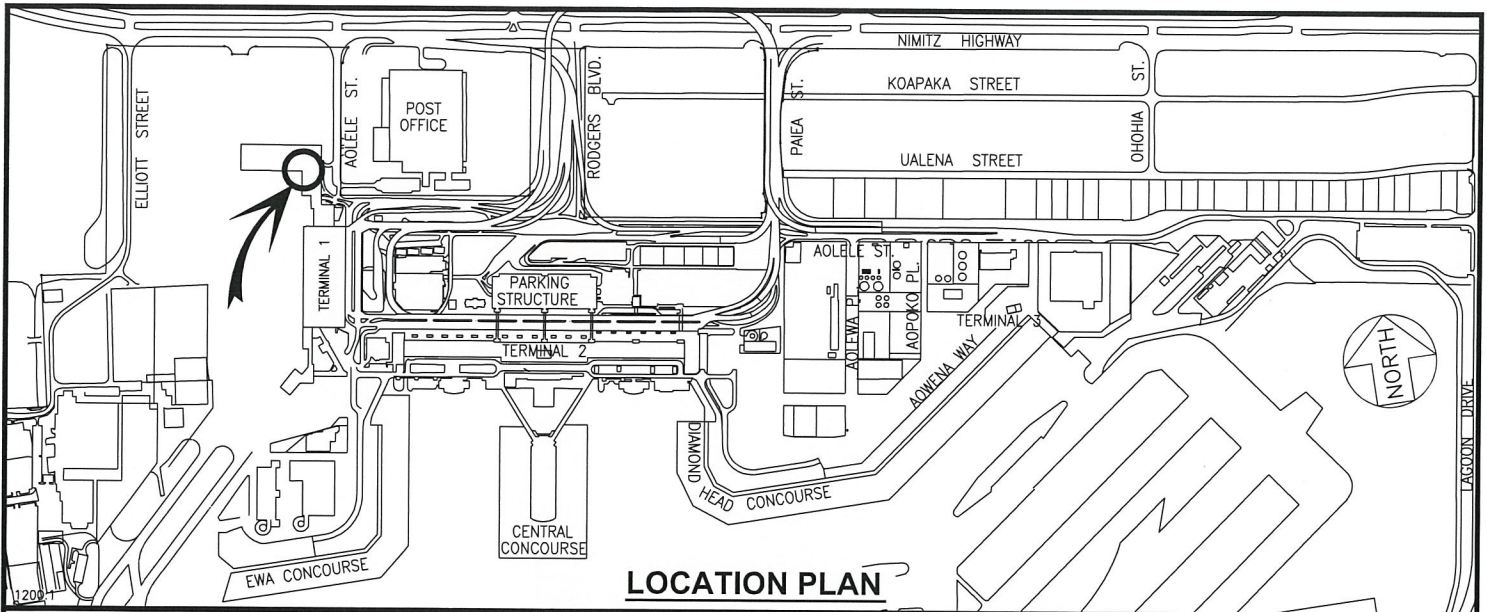 NIMITZ HIGHWAY
KOAPAKA STREET
UALENA STREET
ELLIOTT STREET
AOLELE ST.
POST
OFFICE
RODGERS BLVD.
PAIEA ST.
OHOHIA ST.
TERMINAL 1
PARKING
STRUCTURE
TERMINAL 2
AOLELE ST.
AOLEWA PL.
AOPOKO PL.
TERMINAL 3
AOWENA WAY
NORTH
LAGOON DRIVE
DIAMOND HEAD CONCOURSE
CENTRAL
CONCOURSE
EWA CONCOURSE
1200.1
LOCATION PLAN